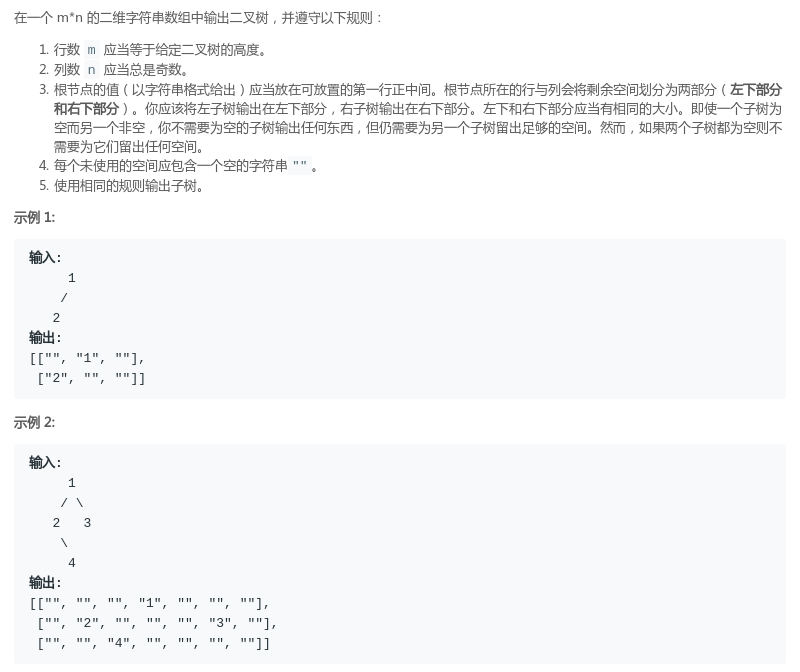 在一个 m*n 的二维字符串数组中输出二叉树，并遵守以下规则：
1. 行数 m 应当等于给定二叉树的高度。
2. 列数 n 应当总是奇数。
3. 根节点的值（以字符串格式给出）应当放在可放置的第一行正中间。根节点所在的行与列会将剩余空间划分为两部分（左下部分
和右下部分）。你应该将左子树输出在左下部分，右子树输出在右下部分。左下和右下部分应当有相同的大小。即使一个子树为
空而另一个非空，你不需要为空的子树输出任何东西，但仍需要为另一个子树留出足够的空间。然而，如果两个子树都为空则不
需要为它们留出任何空间。
4. 每个未使用的空间应包含一个空的字符串""。
5. 使用相同的规则输出子树。
示例 1:
输入:
     1
    /
   2
输出:
[["", "1", ""],
 ["2", "", ""]]
示例 2:
输入:
     1
    / \
   2   3
    \
     4
输出:
[["", "", "", "1", "", "", ""],
 ["", "2", "", "", "", "3", ""],
 ["", "", "4", "", "", "", ""]]